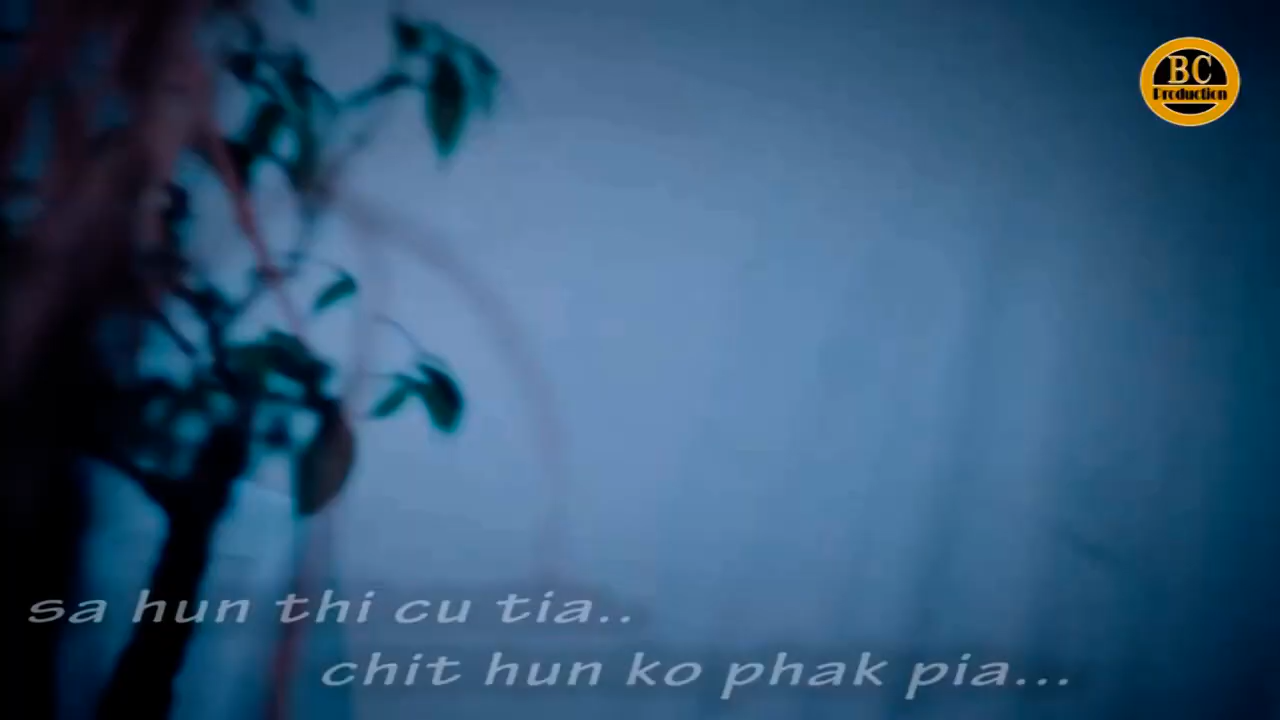 BC
Production
sa hun thi cu tia..
chit hun ko phak pia...